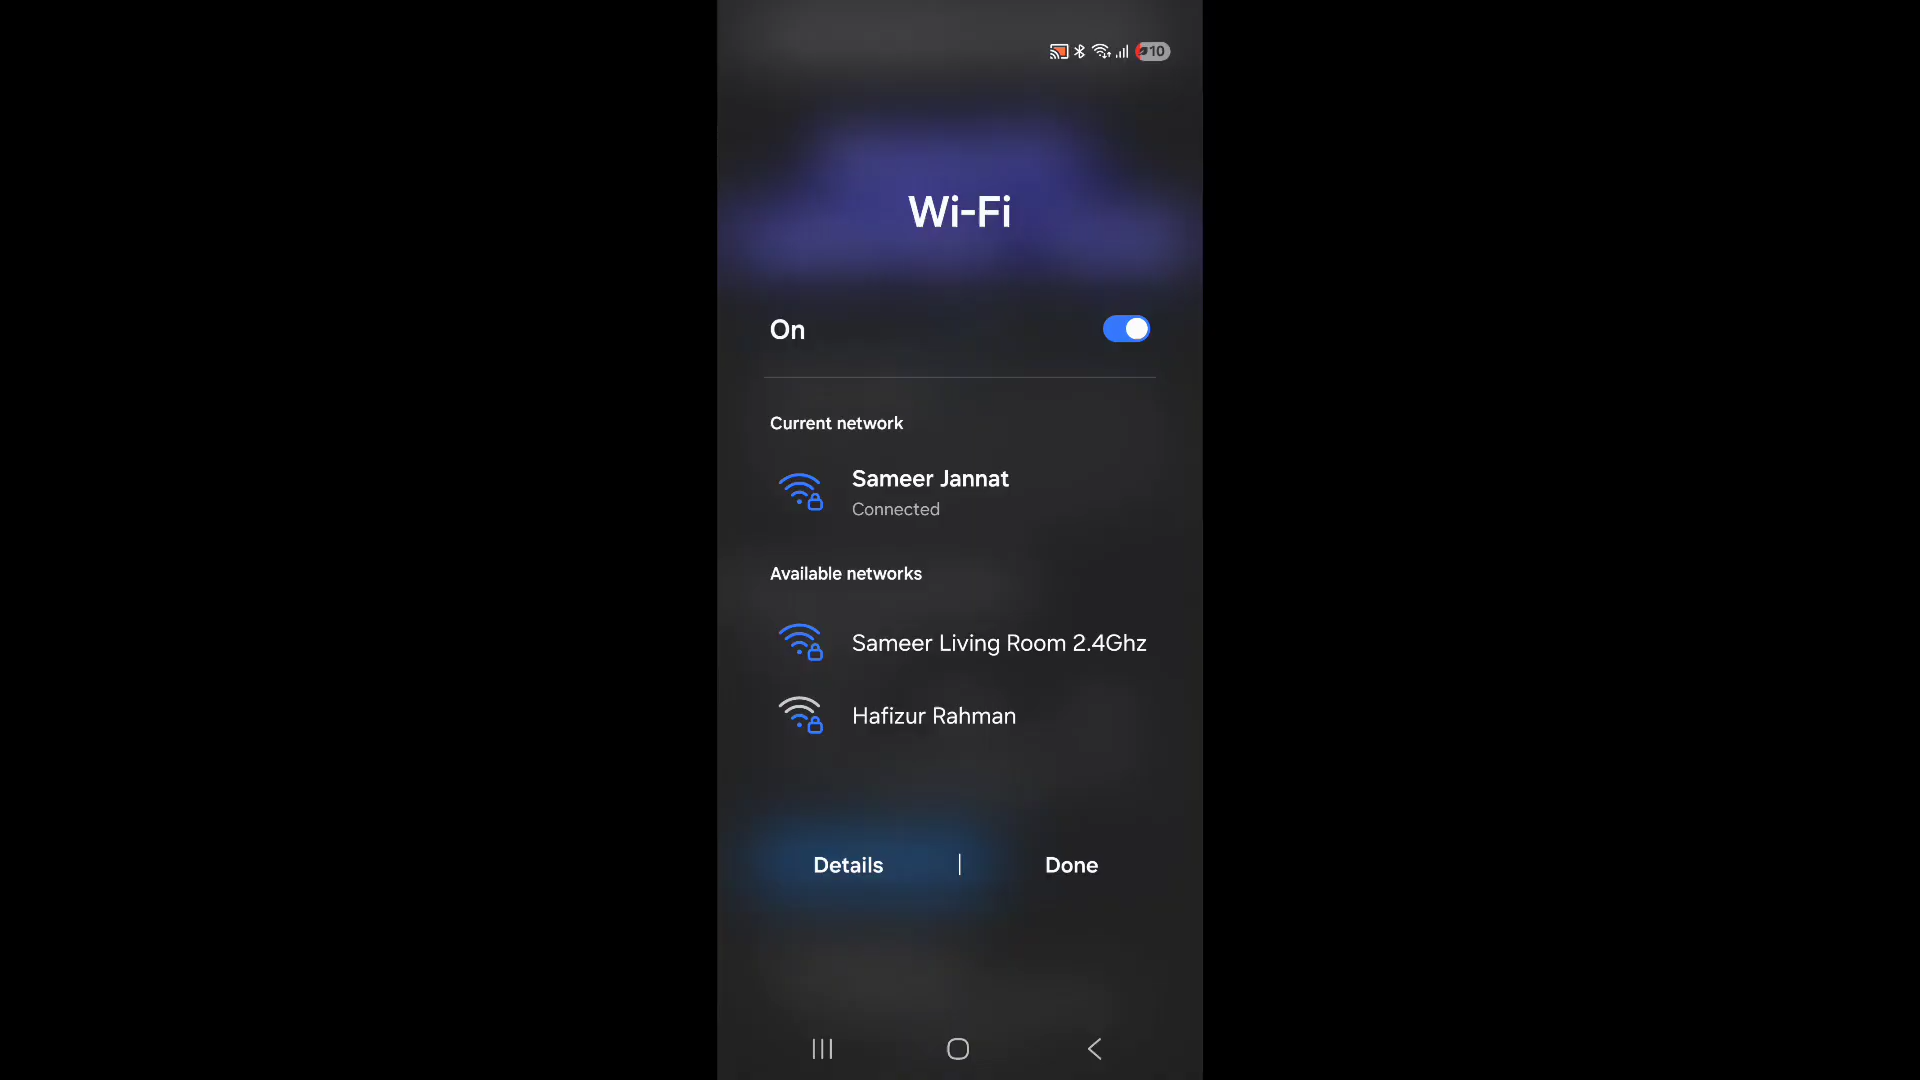 10
Wi-Fi
On
Current network
Sameer Jannat
Connected
Available networks
Sameer Living Room 2.4Ghz
Hafizur Rahman
Details | Done